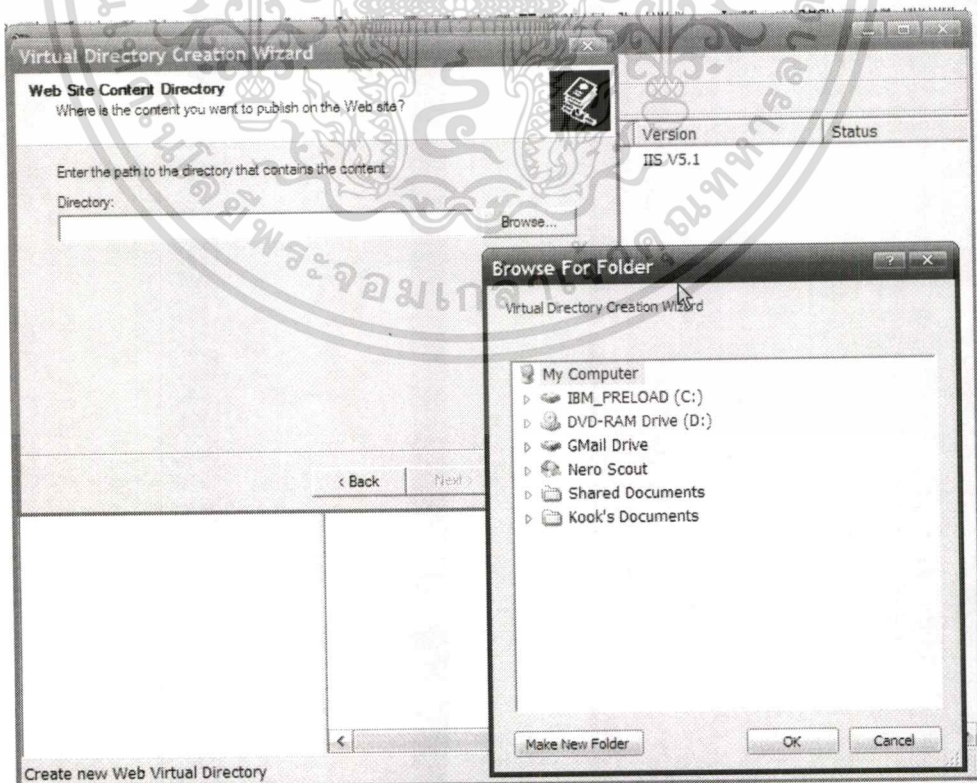 Virtual Directory Creation Wizard
Web Site Content Directory
Where is the content you want to publish on the Web site?
Enter the path to the directory that contains the content.
Directory:
Browse...
< Back
Next >
Version
Status
IIS V5.1
Browse For Folder
Virtual Directory Creation Wizard
My Computer
IBM_PRELOAD (C:)
DVD-RAM Drive (D:)
GMail Drive
Nero Scout
Shared Documents
Kook's Documents
Make New Folder
OK
Cancel
Create new Web Virtual Directory